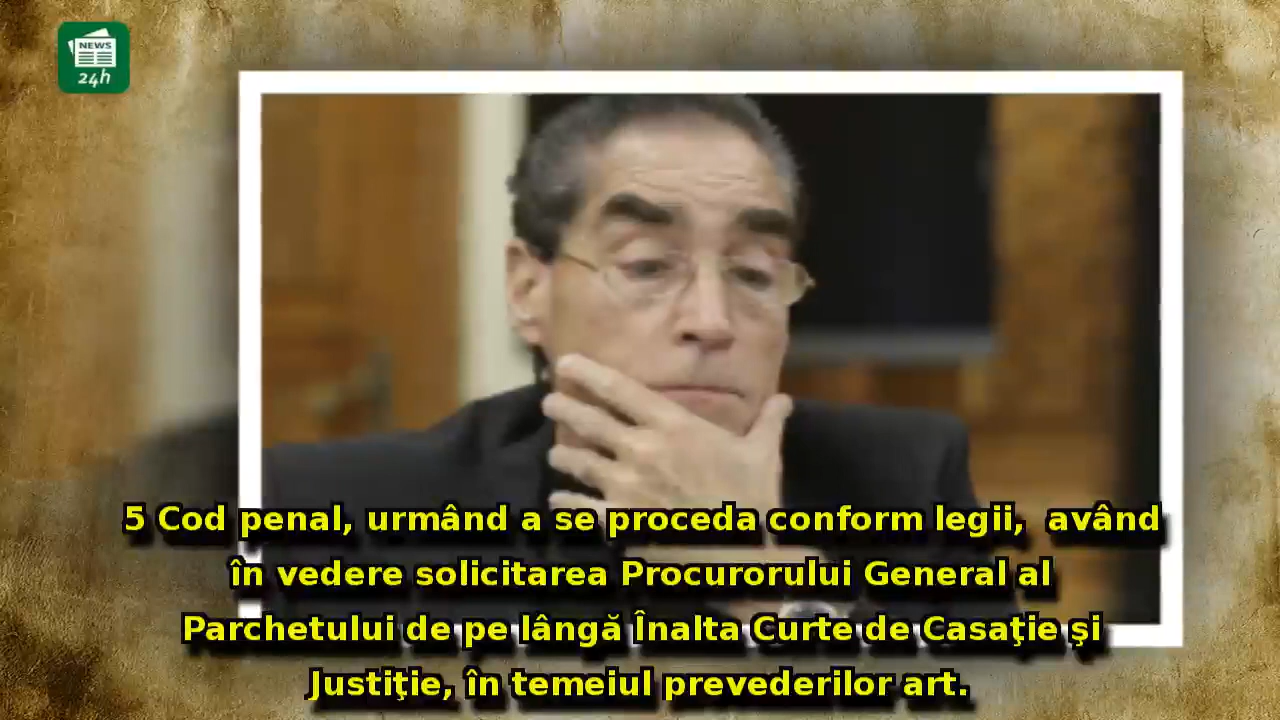 NEWS
24h
5 Cod penal, urmând a se proceda conform legii,  având
în vedere solicitarea Procurorului General al
Parchetului de pe lângă Înalta Curte de Casaţie şi
Justiţie, în temeiul prevederilor art.